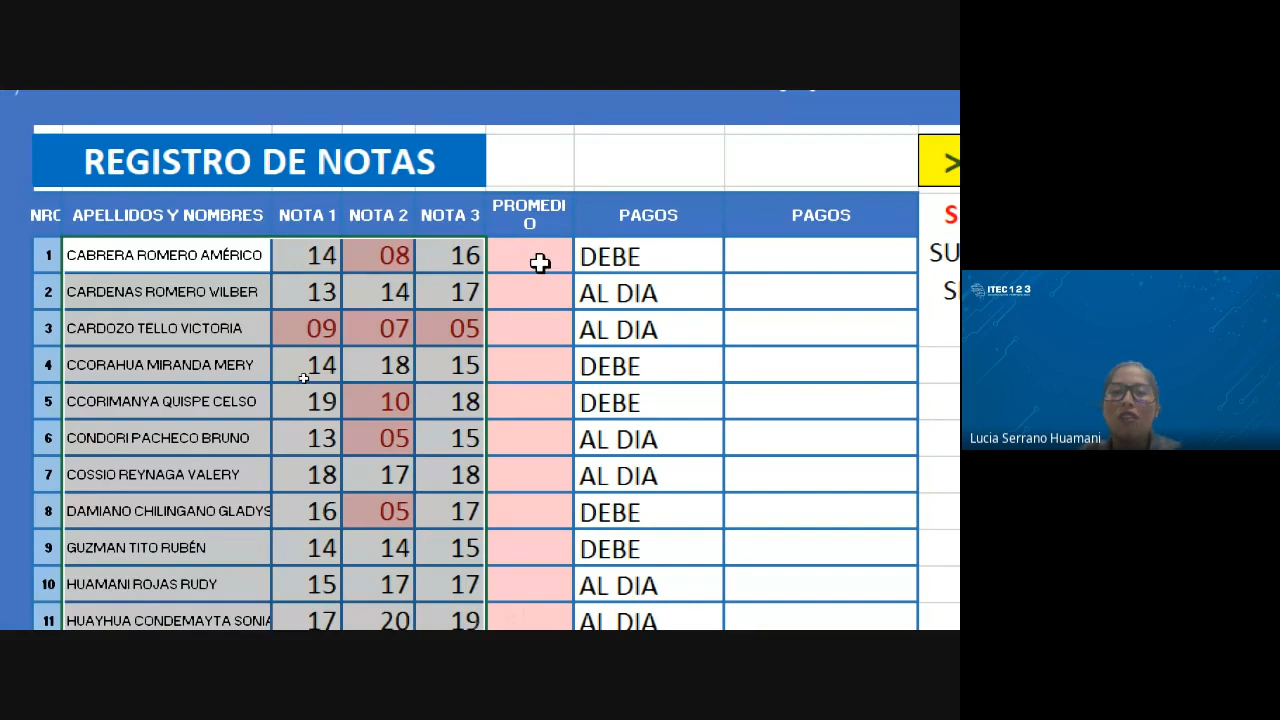 REGISTRO DE NOTAS
>
NRO APELLIDOS Y NOMBRES NOTA 1 NOTA 2 NOTA 3 PROMEDIO PAGOS PAGOS S
1 CABRERA ROMERO AMÉRICO 14 08 16 DEBE SU
2 CARDENAS ROMERO WILBER 13 14 17 AL DIA
3 CARDOZO TELLO VICTORIA 09 07 05 AL DIA
4 CCORAHUA MIRANDA MERY 14 18 15 DEBE
5 CCORIMANYA QUISPE CELSO 19 10 18 DEBE
6 CONDORI PACHECO BRUNO 13 05 15 AL DIA
7 COSSIO REYNAGA VALERY 18 17 18 AL DIA
8 DAMIANO CHILINGANO GLADYS 16 05 17 DEBE
9 GUZMAN TITO RUBÉN 14 14 15 DEBE
10 HUAMANI ROJAS RUDY 15 17 17 AL DIA
11 HUAYHUA CONDEMAYTA SONIA 17 20 19 AL DIA
ITEC 1 2 3
Lucia Serrano Huamani